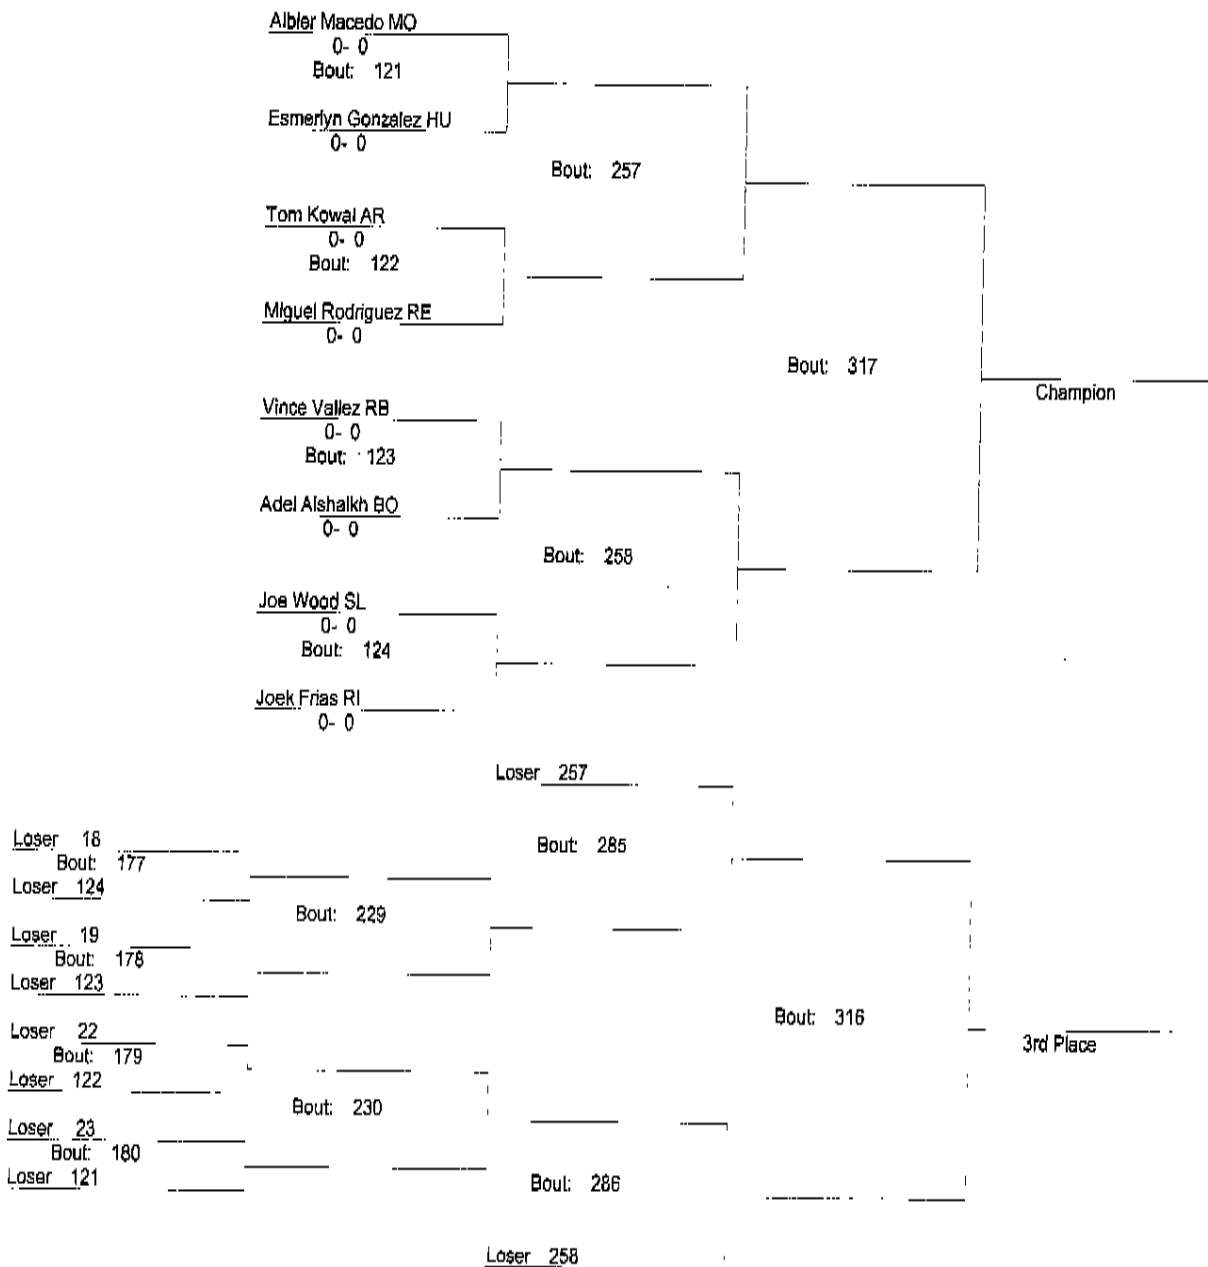 Albier Macedo MO
0- 0
Bout: 121
Esmerlyn Gonzalez HU
0- 0
Bout: 257
Tom Kowal AR
0- 0
Bout: 122
Miguel Rodriguez RE
0- 0
Bout: 317
Champion
Vince Vallez RB
0- 0
Bout: 123
Adel Alshaikh BO
0- 0
Bout: 258
Joe Wood SL
0- 0
Bout: 124
Joek Frias RI
0- 0
Loser 257
Bout: 285
Loser 18
Bout: 177
Loser 124
Bout: 229
Loser 19
Bout: 178
Loser 123
Bout: 316
3rd Place
Loser 22
Bout: 179
Loser 122
Bout: 230
Loser 23
Bout: 180
Loser 121
Bout: 286
Loser 258